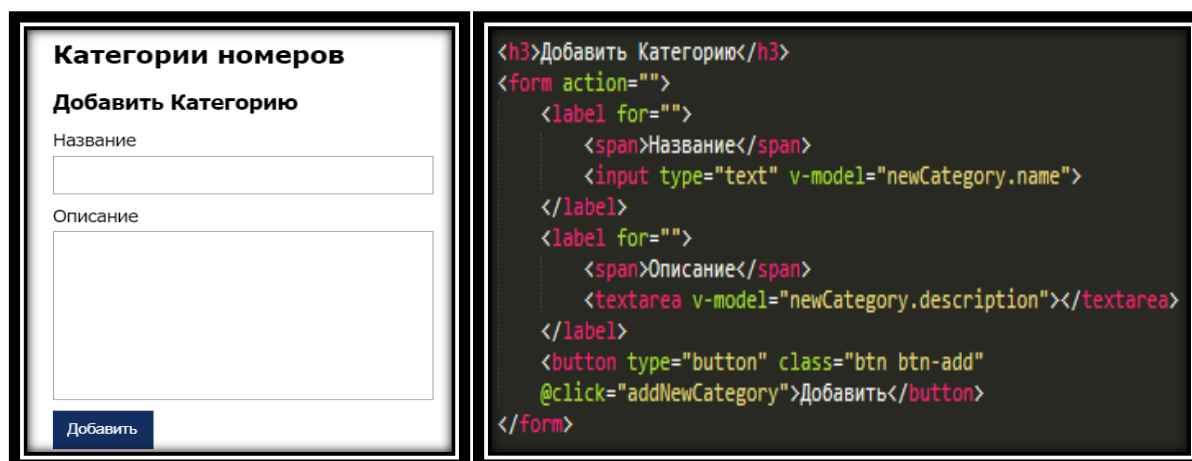 Категории номеров
Добавить Категорию
Название
Описание
Добавить
<h3>Добавить Категорию</h3>
<form action="">
<label for="">
<span>Название</span>
<input type="text" v-model="newCategory.name">
</label>
<label for="">
<span>Описание</span>
<textarea v-model="newCategory.description"></textarea>
</label>
<button type="button" class="btn btn-add"
@click="addNewCategory">Добавить</button>
</form>